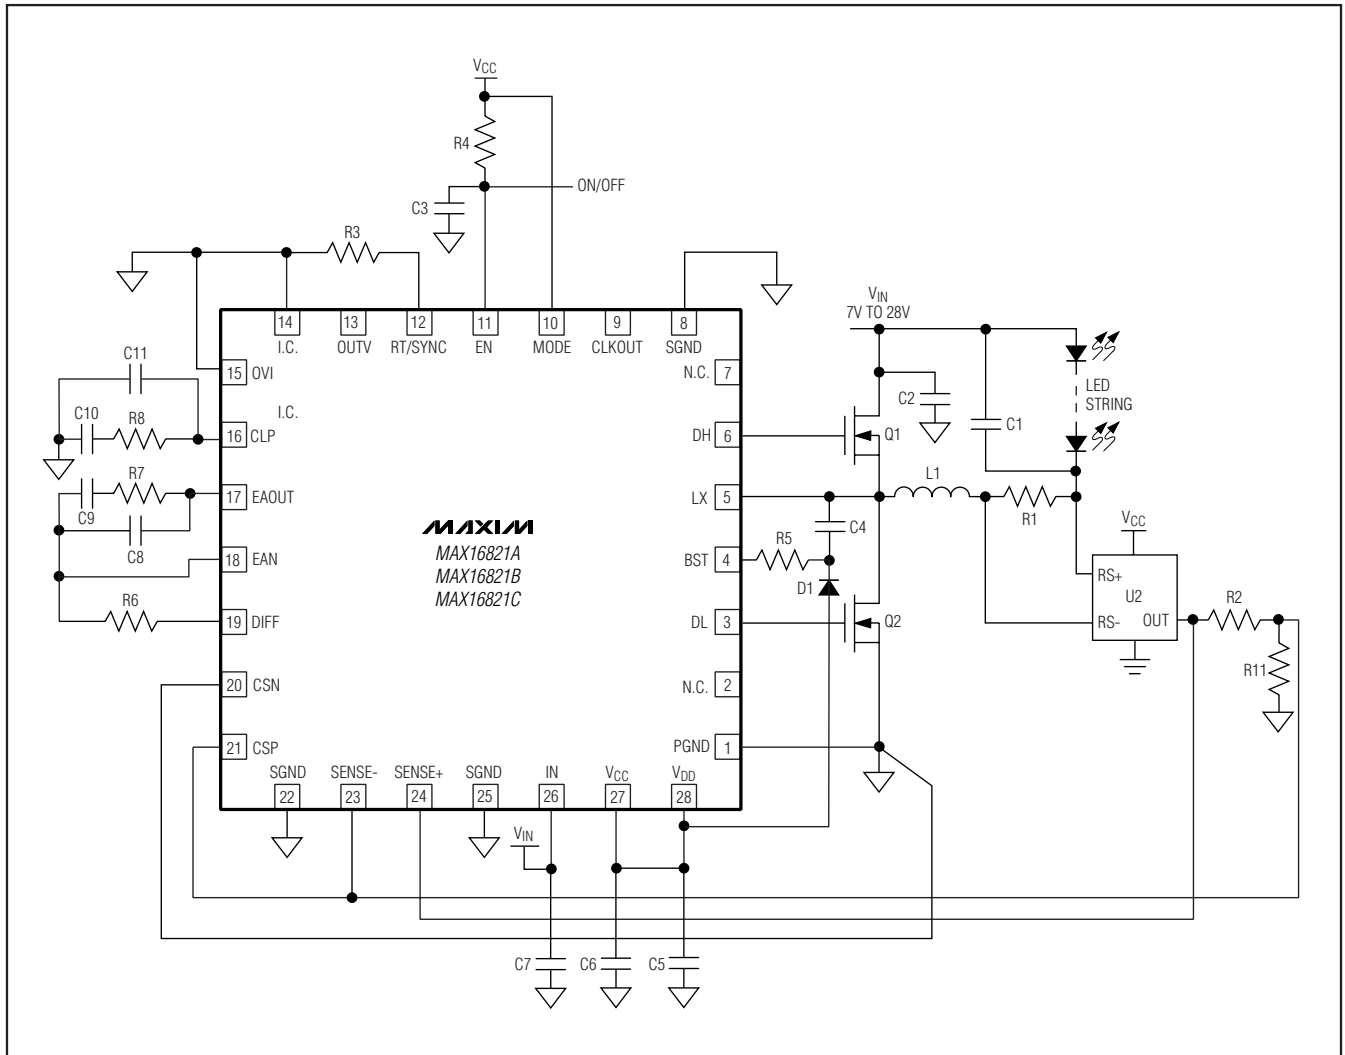 VCC
R4
ON/OFF
C3
R3
VIN
7V TO 28V
14
13
12
11
10
9
8
I.C.
OUTV
RT/SYNC
EN
MODE
CLKOUT
SGND
C11
15 OVI
N.C. 7
C2
LED
STRING
C10
R8
I.C.
C1
16 CLP
DH 6
Q1
R7
L1
17 EAOUT
LX 5
C9
R1
VCC
C8
MAXIM
MAX16821A
MAX16821B
MAX16821C
C4
R5
18 EAN
BST 4
D1
RS+
U2
R6
R2
19 DIFF
DL 3
Q2
RS-
OUT
R11
20 CSN
N.C. 2
21 CSP
PGND 1
SGND
SENSE-
SENSE+
SGND
IN
VCC
VDD
22
23
24
25
26
27
28
VIN
C7
C6
C5